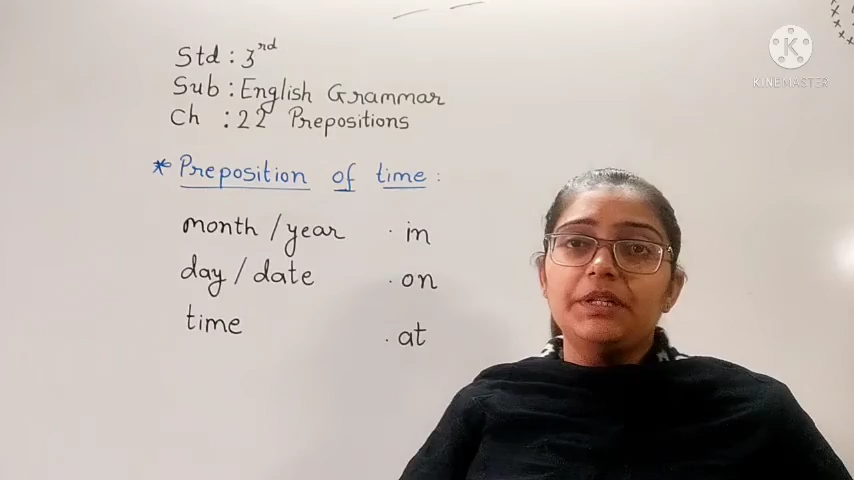 Std : 3rd
Sub : English Grammar
Ch : 22 Prepositions
* Preposition of time :
month / year · in
day / date · on
time · at
K
KINEMASTER